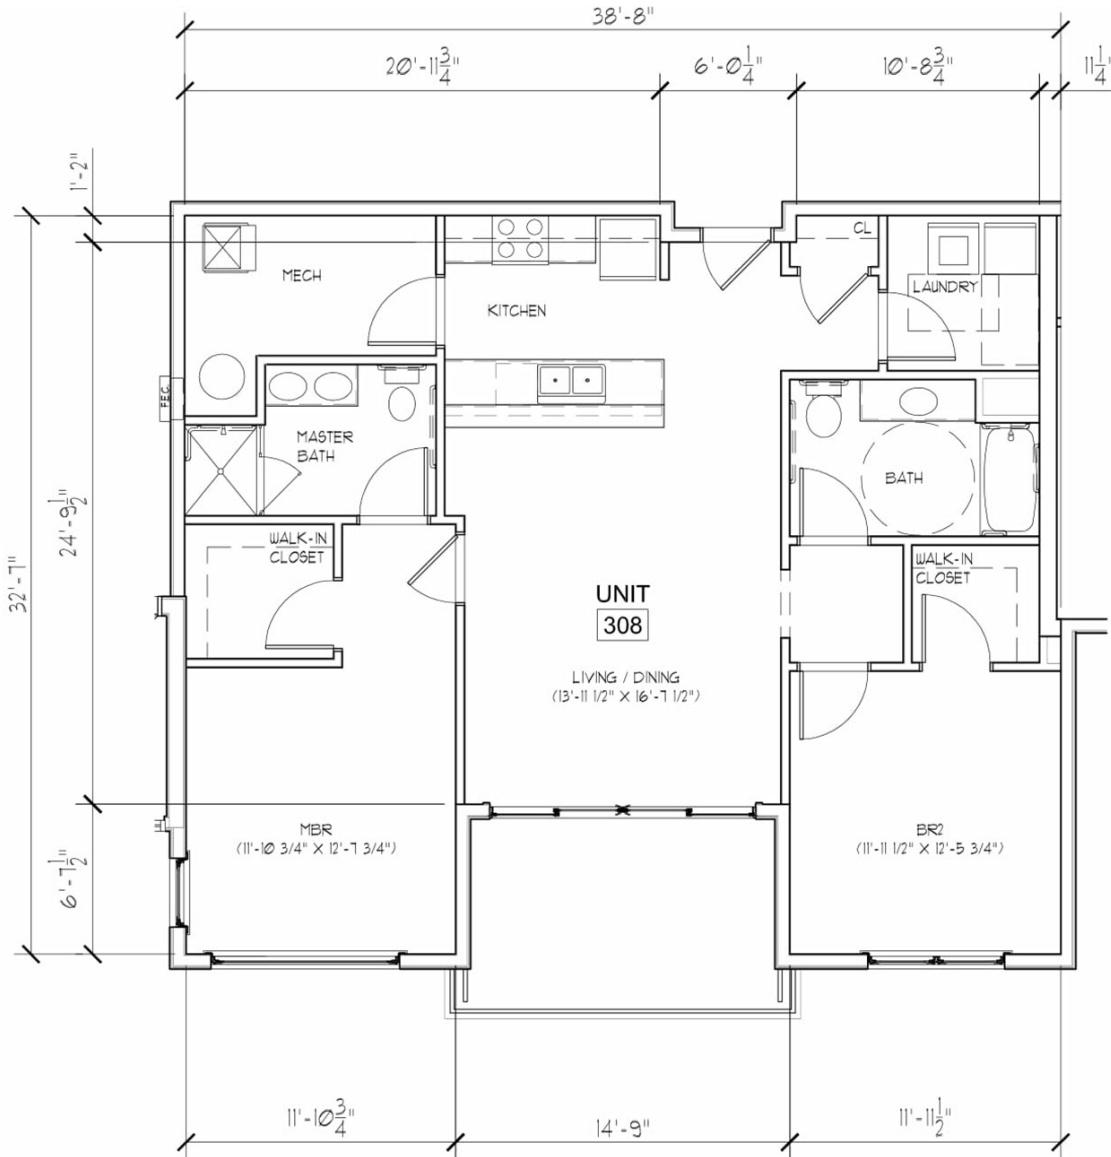 38'-8"
20'-11 3/4"
6'-0 1/4"
10'-8 3/4"
11 1/4"
1'-2"
CL
MECH
LAUNDRY
KITCHEN
F.E.C.
MASTER
BATH
BATH
24'-9 1/2"
WALK-IN
CLOSET
WALK-IN
CLOSET
32'-7"
UNIT
308
LIVING / DINING
(13'-11 1/2" X 16'-7 1/2")
MBR
(11'-10 3/4" X 12'-7 3/4")
BR2
(11'-11 1/2" X 12'-5 3/4")
6'-7 1/2"
11'-10 3/4"
14'-9"
11'-11 1/2"